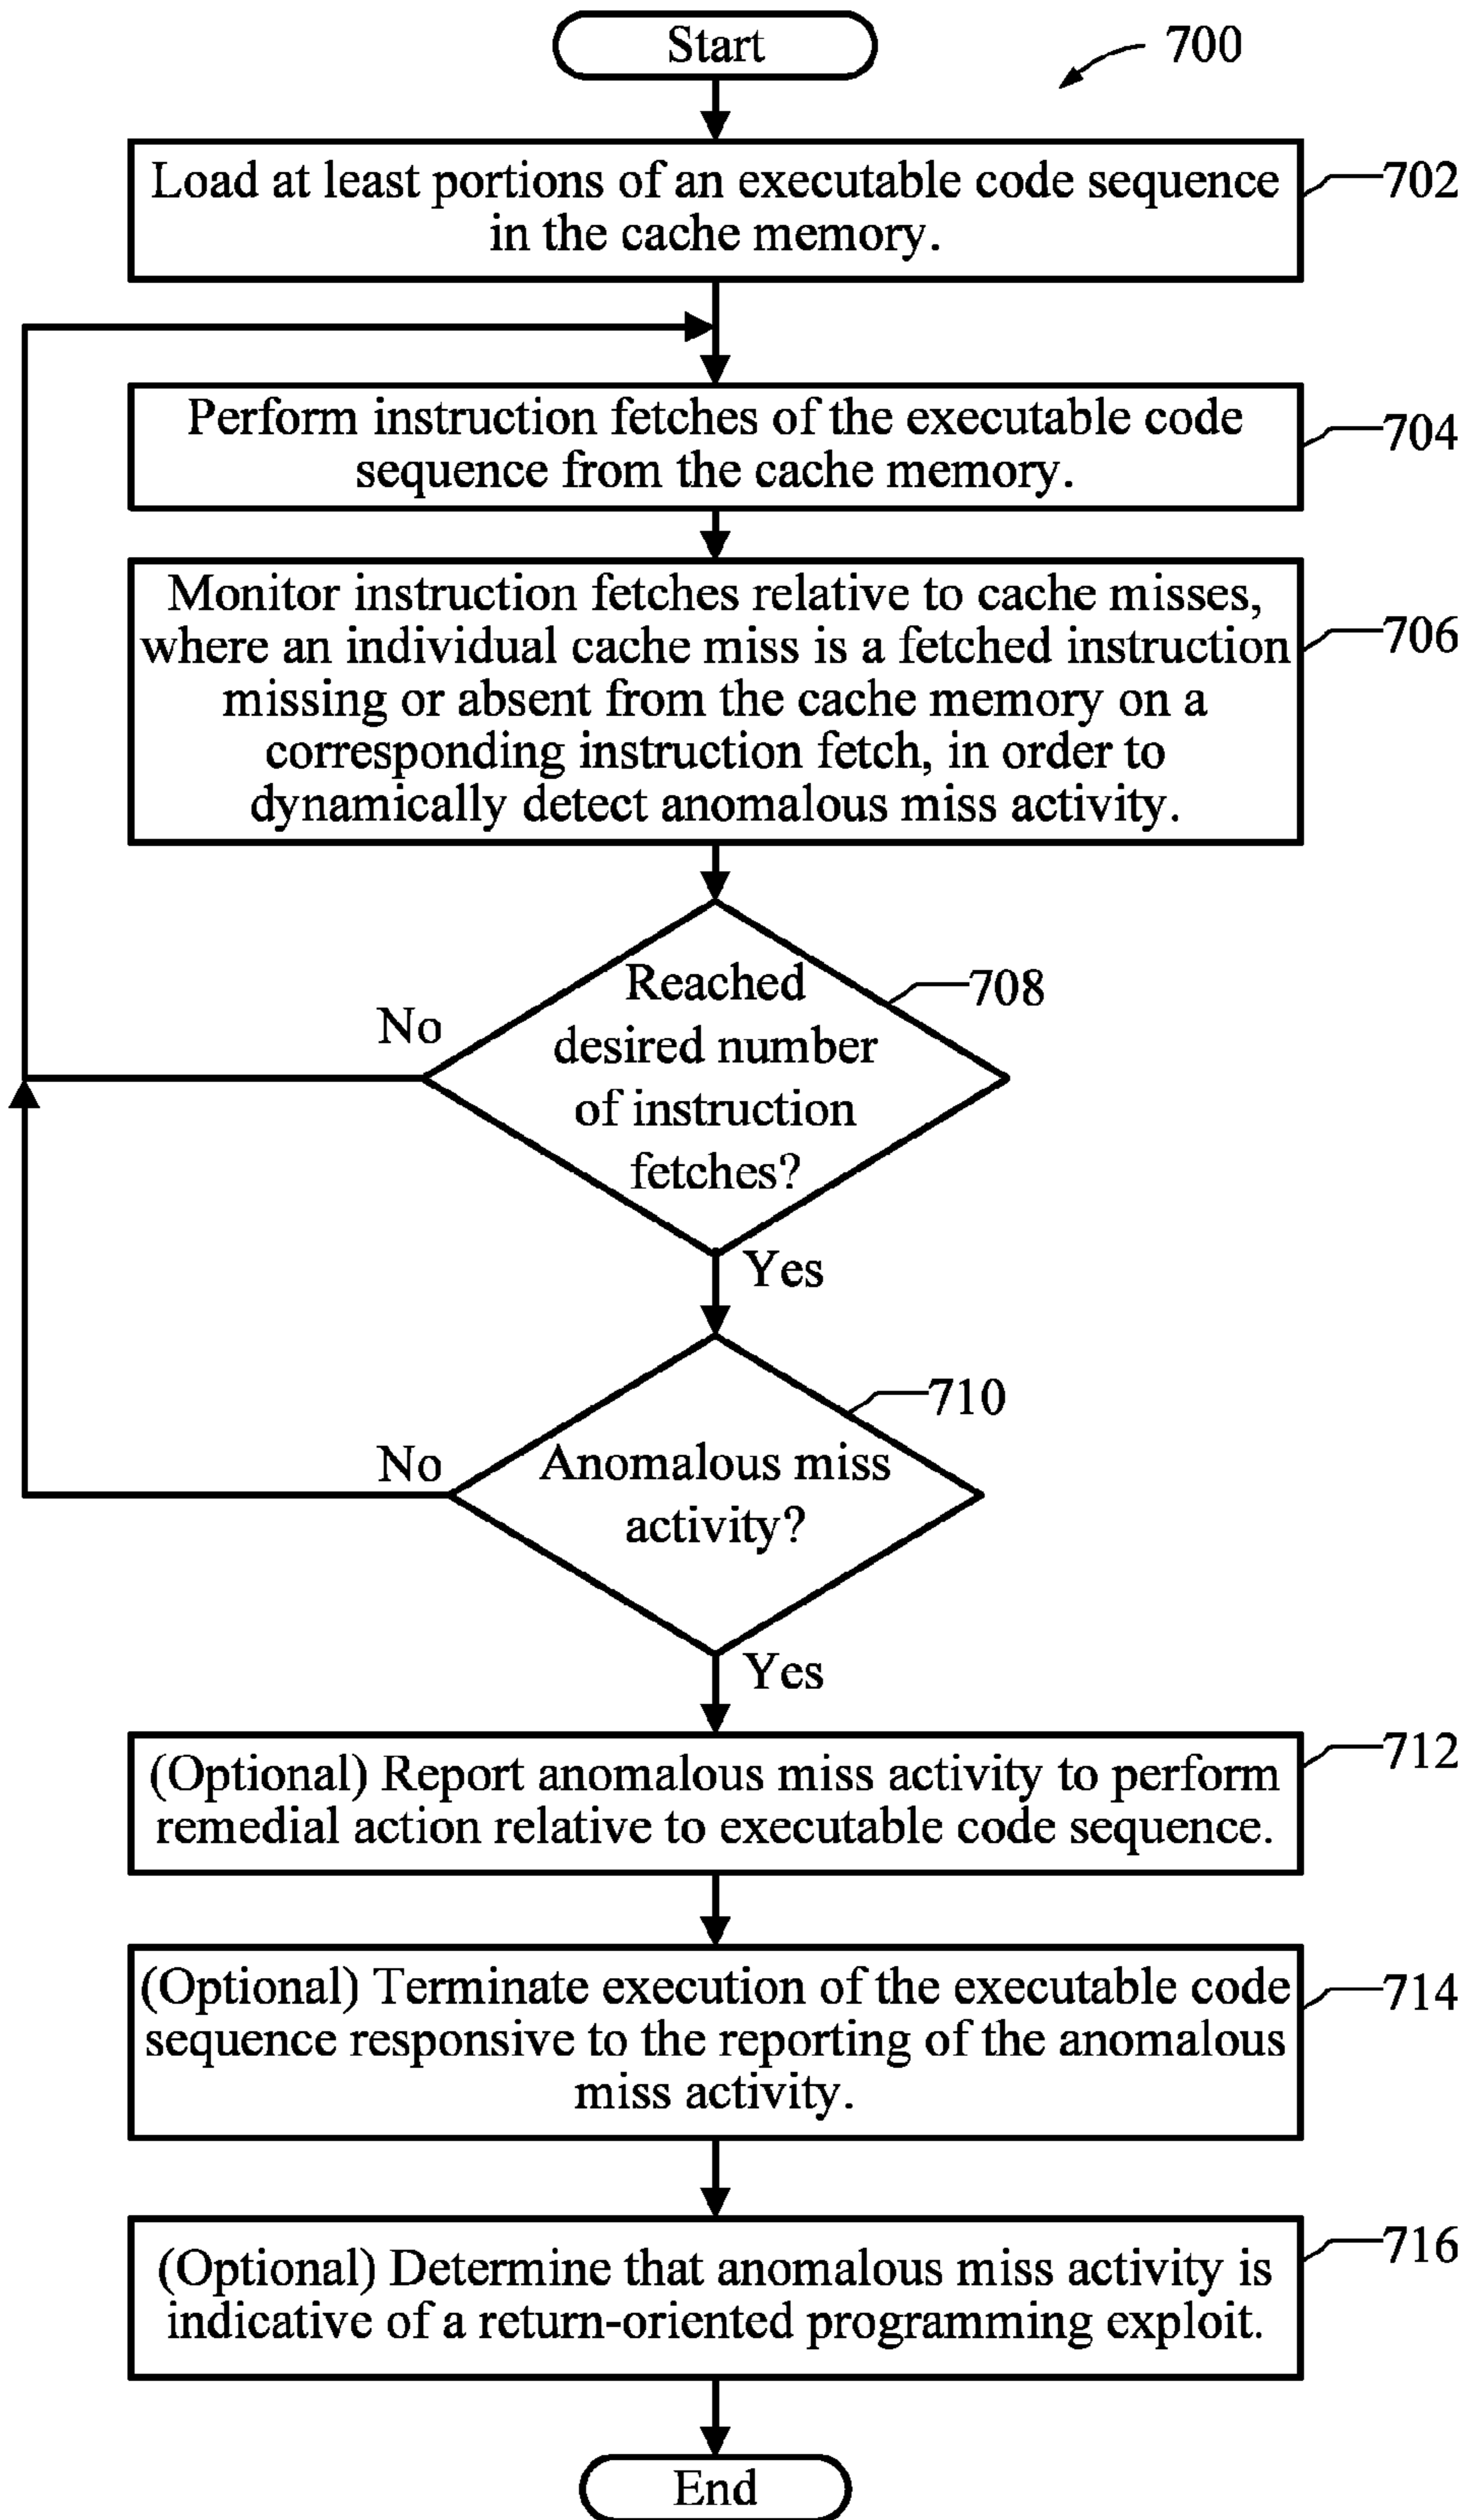 Start
700
Load at least portions of an executable code sequence
in the cache memory.
702
Perform instruction fetches of the executable code
sequence from the cache memory.
704
Monitor instruction fetches relative to cache misses,
where an individual cache miss is a fetched instruction
missing or absent from the cache memory on a
corresponding instruction fetch, in order to
dynamically detect anomalous miss activity.
706
Reached
desired number
of instruction
fetches?
708
No
Yes
710
Anomalous miss
activity?
No
Yes
(Optional) Report anomalous miss activity to perform
remedial action relative to executable code sequence.
712
(Optional) Terminate execution of the executable code
sequence responsive to the reporting of the anomalous
miss activity.
714
(Optional) Determine that anomalous miss activity is
indicative of a return-oriented programming exploit.
716
End